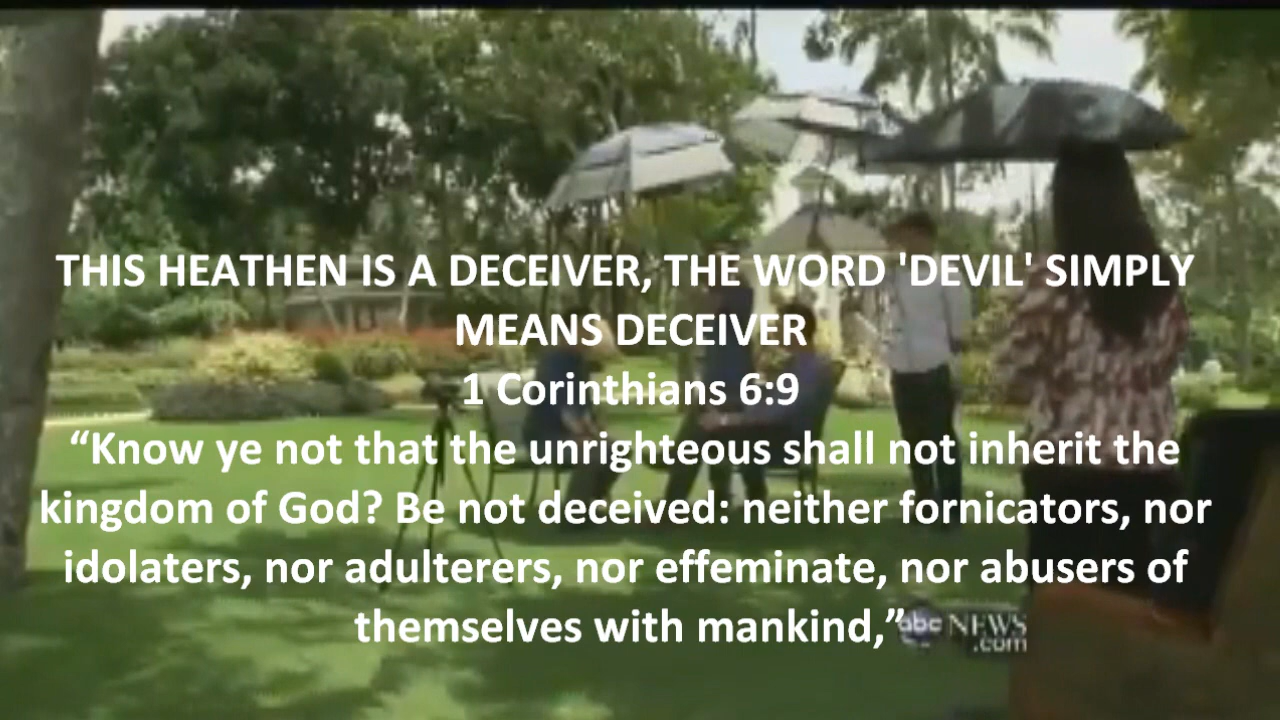 THIS HEATHEN IS A DECEIVER, THE WORD 'DEVIL' SIMPLY
MEANS DECEIVER
1 Corinthians 6:9
“Know ye not that the unrighteous shall not inherit the
kingdom of God? Be not deceived: neither fornicators, nor
idolaters, nor adulterers, nor effeminate, nor abusers of
themselves with mankind,”
abc NEWS
.com